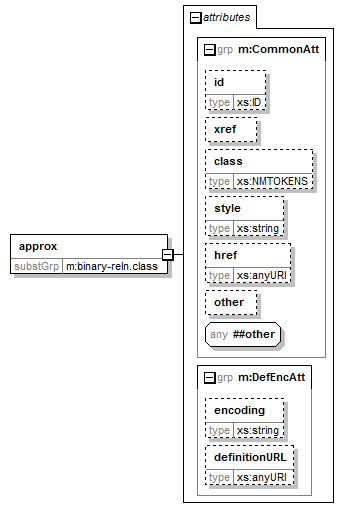 attributes
grp m:CommonAtt
id
type xs:ID
xref
class
type xs:NMTOKENS
style
type xs:string
approx
substGrp m:binary-reln.class
href
type xs:anyURI
other
any ##other
grp m:DefEncAtt
encoding
type xs:string
definitionURL
type xs:anyURI